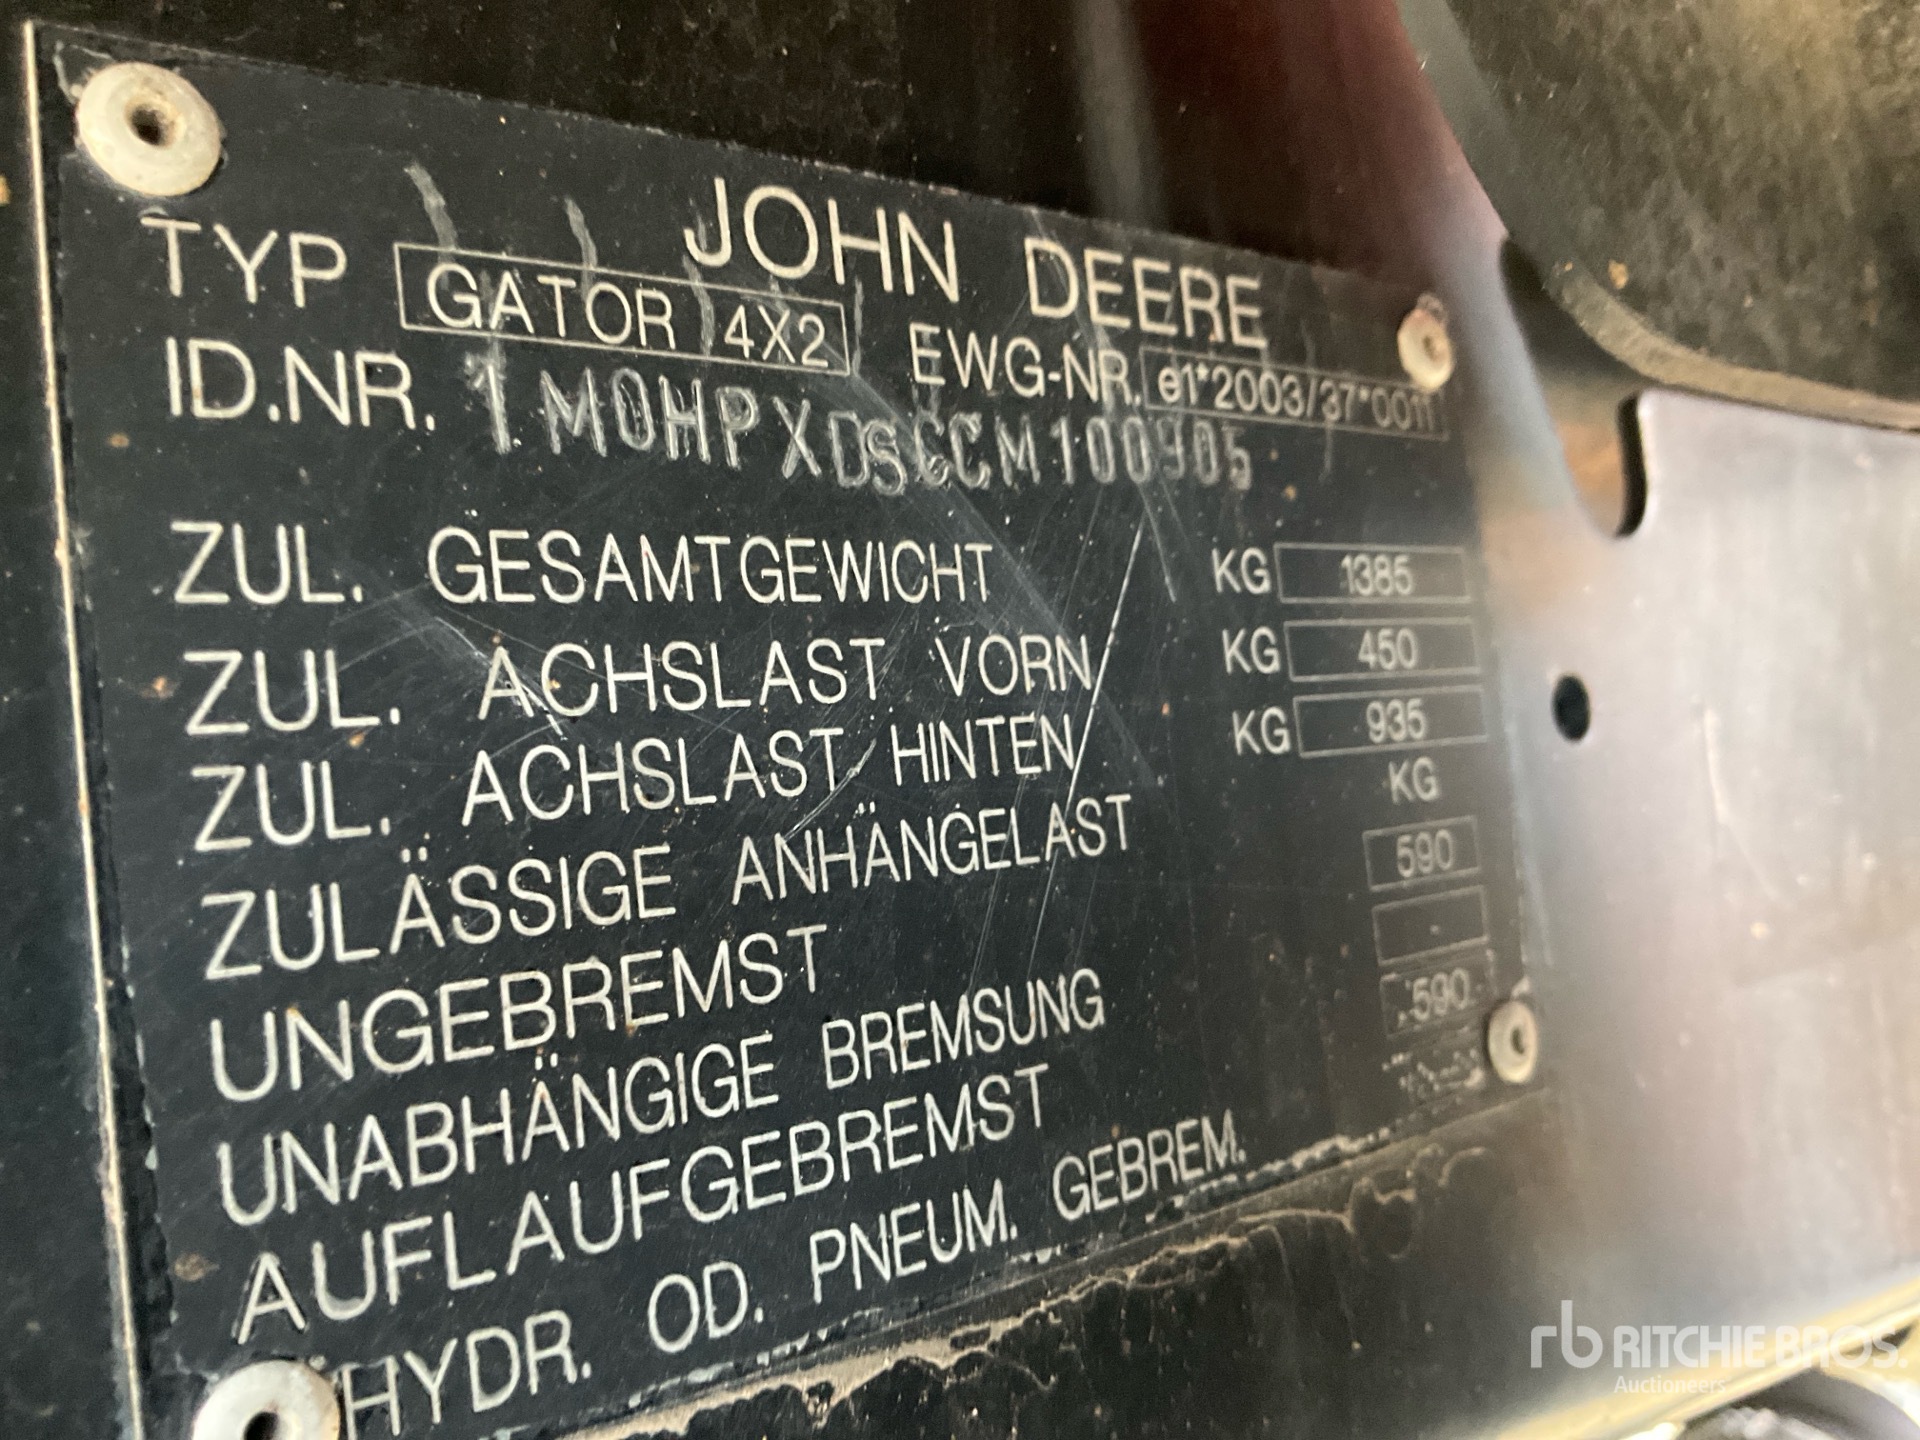 JOHN DEERE
TYP GATOR 4X2 EWG-NR. e1*2003/37*0011
ID.NR. 1M0HPXDSCCM100905
ZUL. GESAMTGEWICHT KG 1385
ZUL. ACHSLAST VORN KG 450
ZUL. ACHSLAST HINTEN KG 935
ZULÄSSIGE ANHÄNGELAST KG
UNGEBREMST 590
UNABHÄNGIGE BREMSUNG
AUFLAUFGEBREMST 590
HYDR. OD. PNEUM. GEBREM.
rb RITCHIE BROS.
Auctioneers